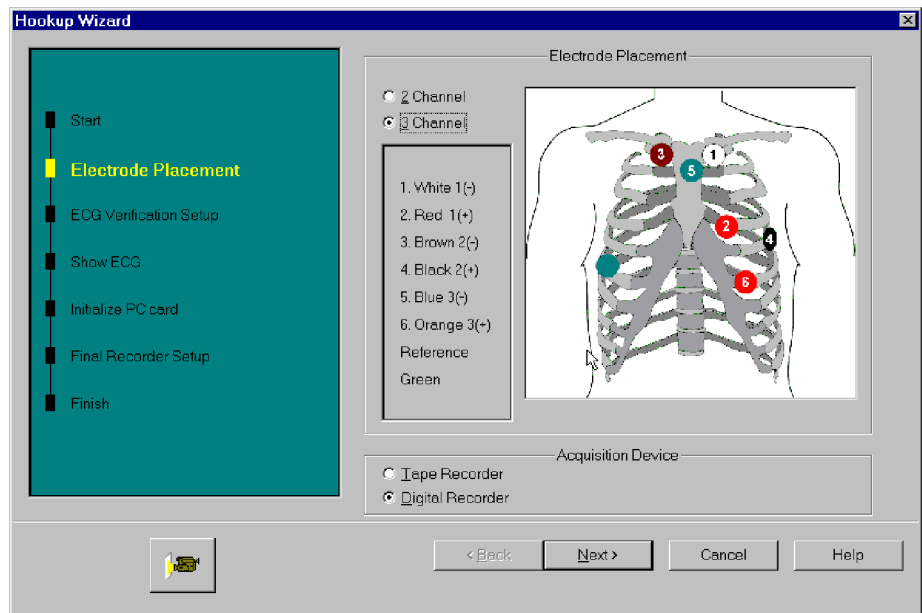 Hookup Wizard
Start
Electrode Placement
ECG Verification Setup
Show ECG
Initialize PC card
Final Recorder Setup
Finish
Electrode Placement
2 Channel
3 Channel
1. White 1(-)
2. Red 1(+)
3. Brown 2(-)
4. Black 2(+)
5. Blue 3(-)
6. Orange 3(+)
Reference
Green
3
1
5
2
4
6
Acquisition Device
Tape Recorder
Digital Recorder
< Back
Next >
Cancel
Help